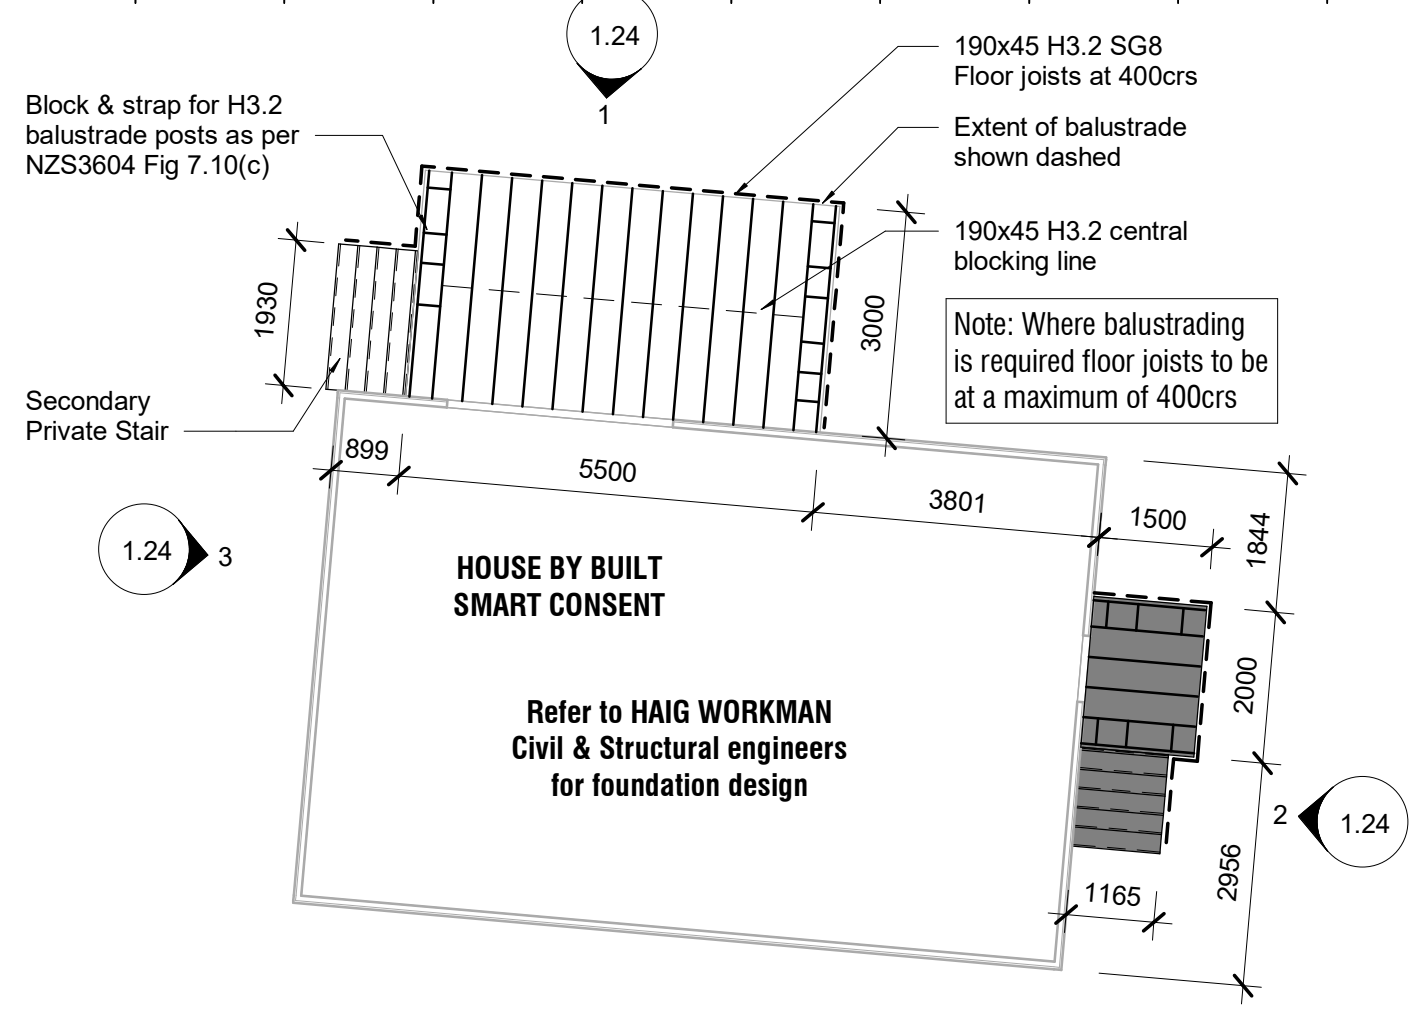 1.24
1
190x45 H3.2 SG8
Floor joists at 400crs
Block & strap for H3.2
balustrade posts as per
NZS3604 Fig 7.10(c)
Extent of balustrade
shown dashed
190x45 H3.2 central
blocking line
1930
3000
Note: Where balustrading
is required floor joists to be
at a maximum of 400crs
Secondary
Private Stair
899
5500
3801
1500
1844
1.24
3
HOUSE BY BUILT
SMART CONSENT
2000
Refer to HAIG WORKMAN
Civil & Structural engineers
for foundation design
2
1.24
2956
1165